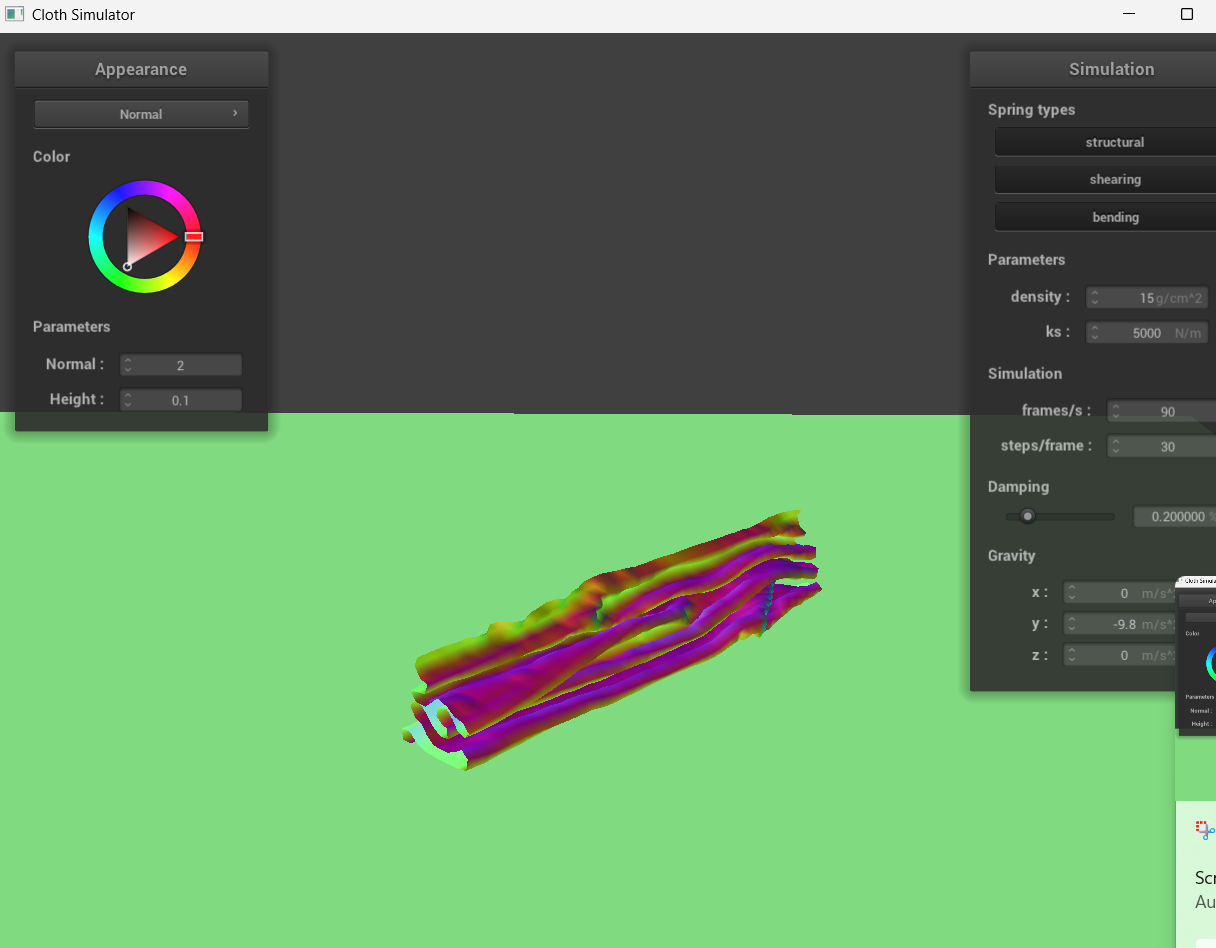 Cloth Simulator
Appearance
Normal
Color
Parameters
Normal :
2
Height :
0.1
Simulation
Spring types
structural
shearing
bending
Parameters
density :
15 g/cm^2
ks :
5000 N/m
Simulation
frames/s :
90
steps/frame :
30
Damping
0.200000 %
Gravity
x :
0 m/s^
y :
-9.8 m/s^
z :
0 m/s^
Cloth Simula
Ap
Color
Parameters
Normal :
Height :
Scr
Au